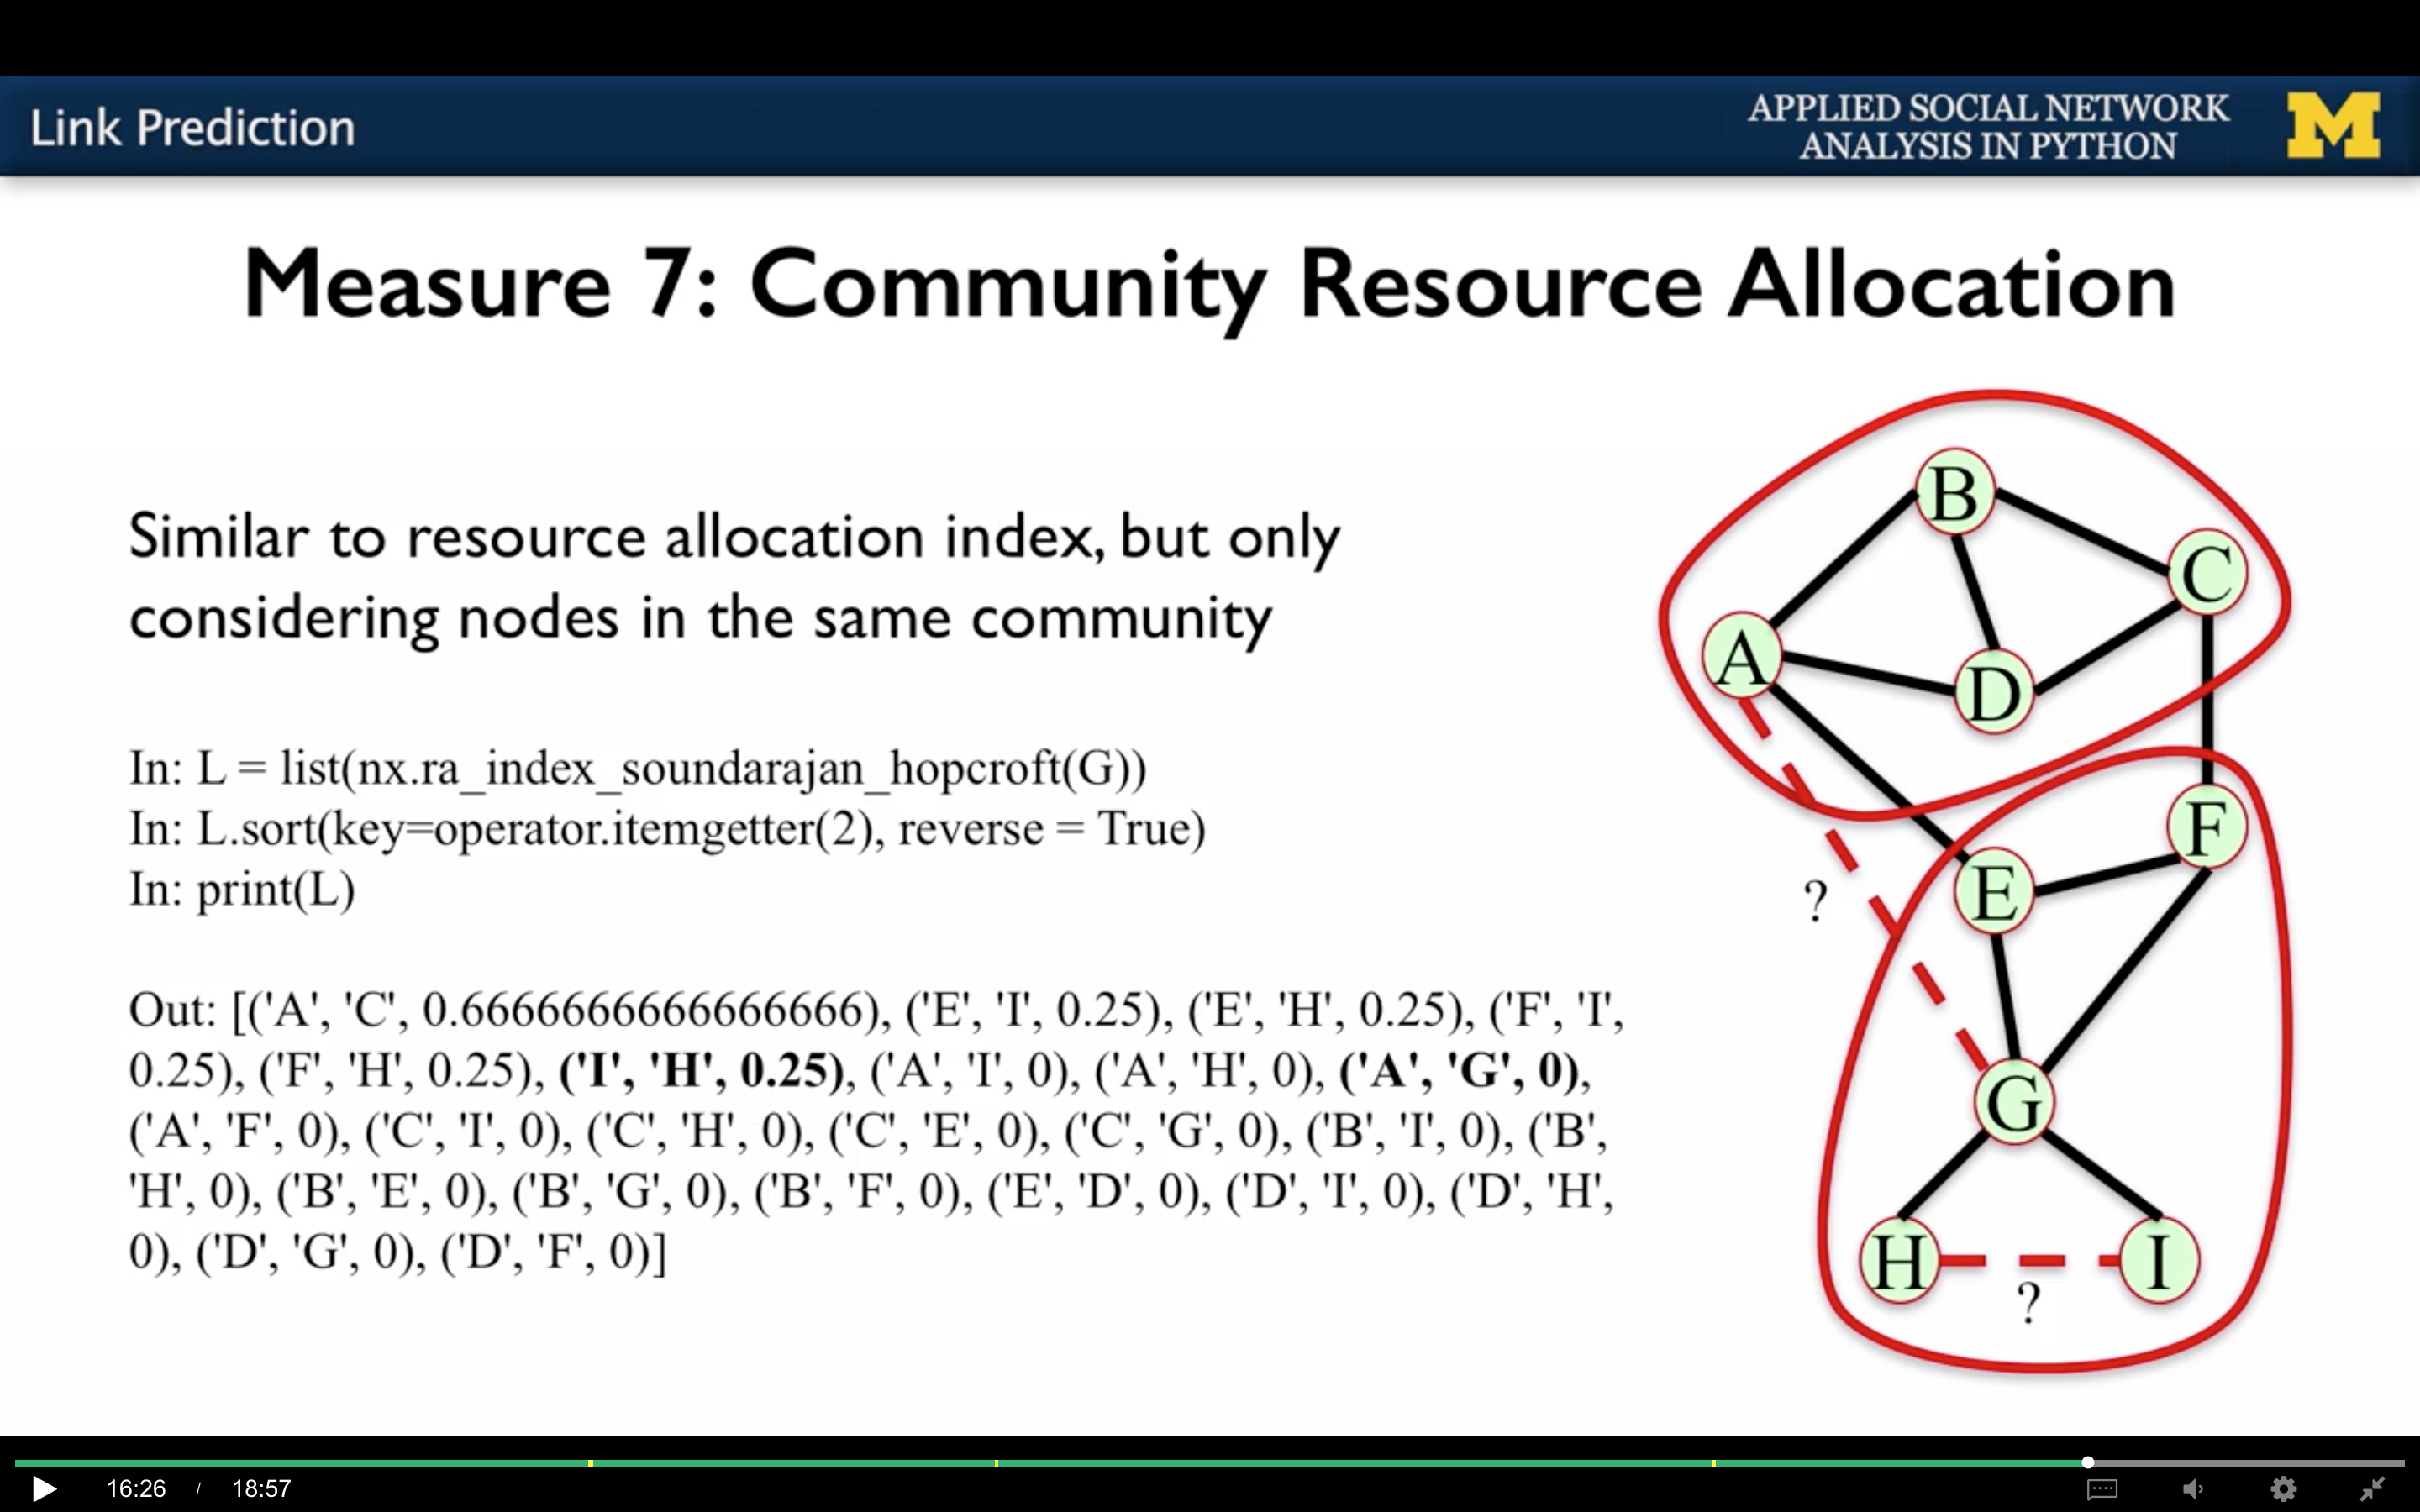 Link Prediction
APPLIED SOCIAL NETWORK
ANALYSIS IN PYTHON
M
Measure 7: Community Resource Allocation
Similar to resource allocation index, but only
considering nodes in the same community
In: L = list(nx.ra_index_soundarajan_hopcroft(G))
In: L.sort(key=operator.itemgetter(2), reverse = True)
In: print(L)
Out: [('A', 'C', 0.6666666666666666), ('E', 'I', 0.25), ('E', 'H', 0.25), ('F', 'I',
0.25), ('F', 'H', 0.25), ('I', 'H', 0.25), ('A', 'I', 0), ('A', 'H', 0), ('A', 'G', 0),
('A', 'F', 0), ('C', 'I', 0), ('C', 'H', 0), ('C', 'E', 0), ('C', 'G', 0), ('B', 'I', 0), ('B',
'H', 0), ('B', 'E', 0), ('B', 'G', 0), ('B', 'F', 0), ('E', 'D', 0), ('D', 'I', 0), ('D', 'H',
0), ('D', 'G', 0), ('D', 'F', 0)]
B
C
A
D
F
E
?
G
H
I
?
16:26 / 18:57